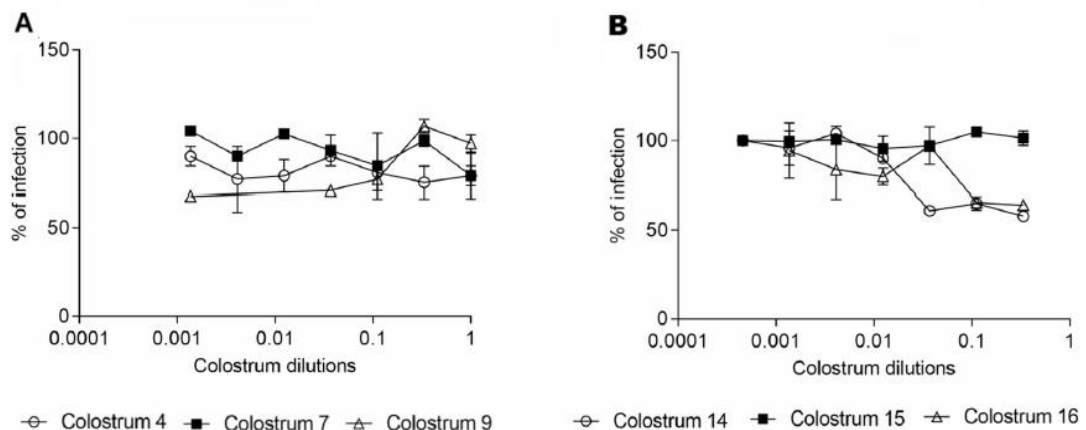 A
150
100
50
0
% of infection
0.0001 0.001 0.01 0.1 1
Colostrum dilutions
Colostrum 4 Colostrum 7 Colostrum 9
B
150
100
50
0
% of infection
0.0001 0.001 0.01 0.1 1
Colostrum dilutions
Colostrum 14 Colostrum 15 Colostrum 16